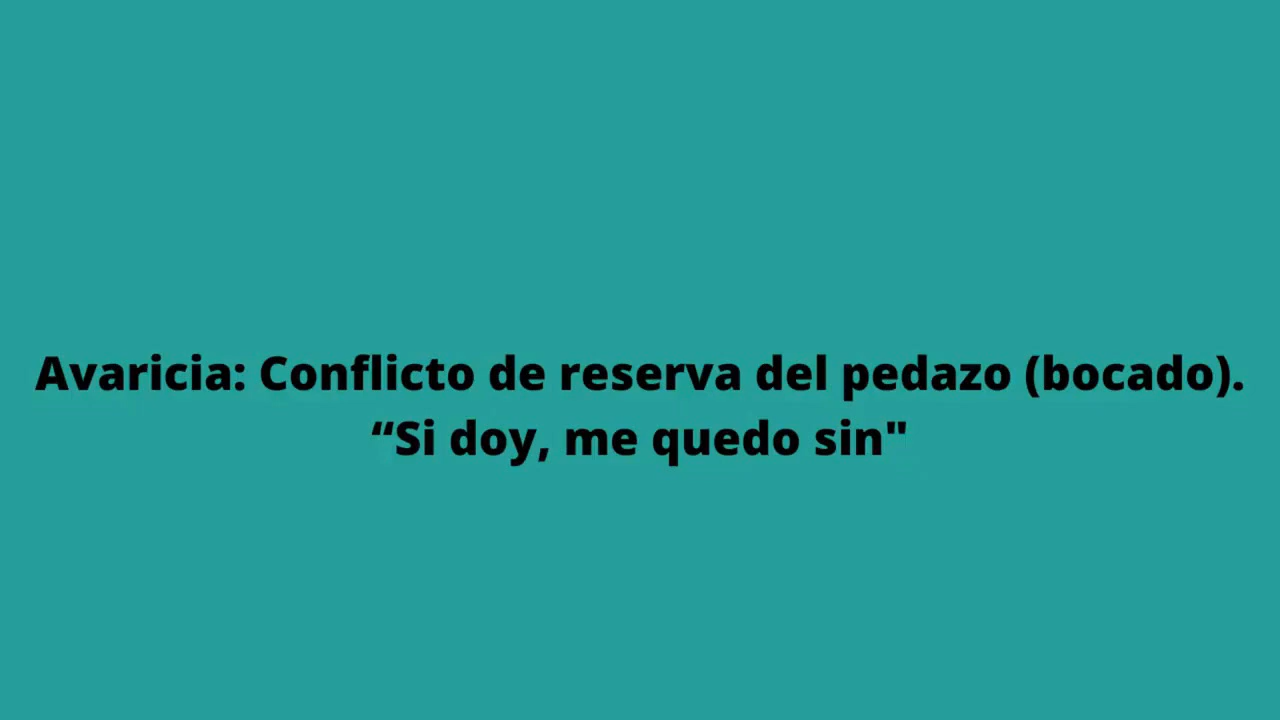 Avaricia: Conflicto de reserva del pedazo (bocado).
“Si doy, me quedo sin"